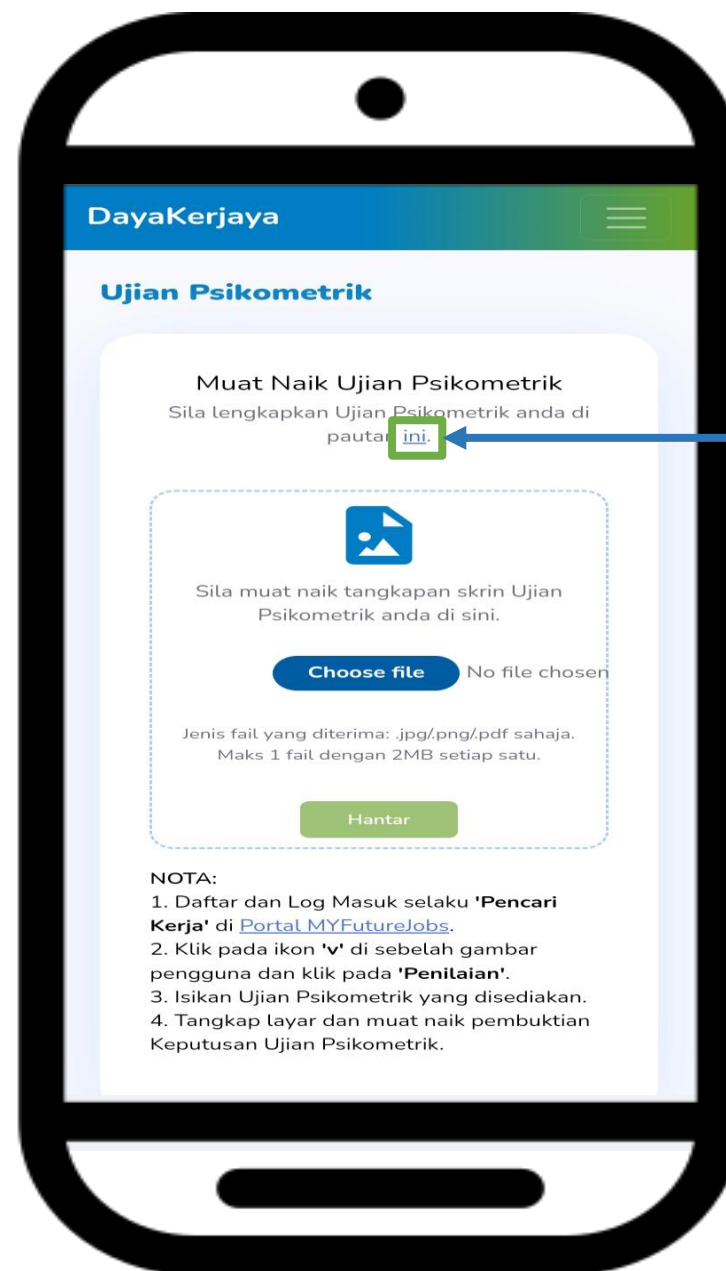 DayaKerjaya
Ujian Psikometrik
Muat Naik Ujian Psikometrik
Sila lengkapkan Ujian Psikometrik anda di
pautan ini.
Sila muat naik tangkapan skrin Ujian
Psikometrik anda di sini.
Choose file No file chosen
Jenis fail yang diterima: .jpg/.png/.pdf sahaja.
Maks 1 fail dengan 2MB setiap satu.
Hantar
NOTA:
1. Daftar dan Log Masuk selaku 'Pencari
Kerja' di Portal MYFutureJobs.
2. Klik pada ikon 'v' di sebelah gambar
pengguna dan klik pada 'Penilaian'.
3. Isikan Ujian Psikometrik yang disediakan.
4. Tangkap layar dan muat naik pembuktian
Keputusan Ujian Psikometrik.